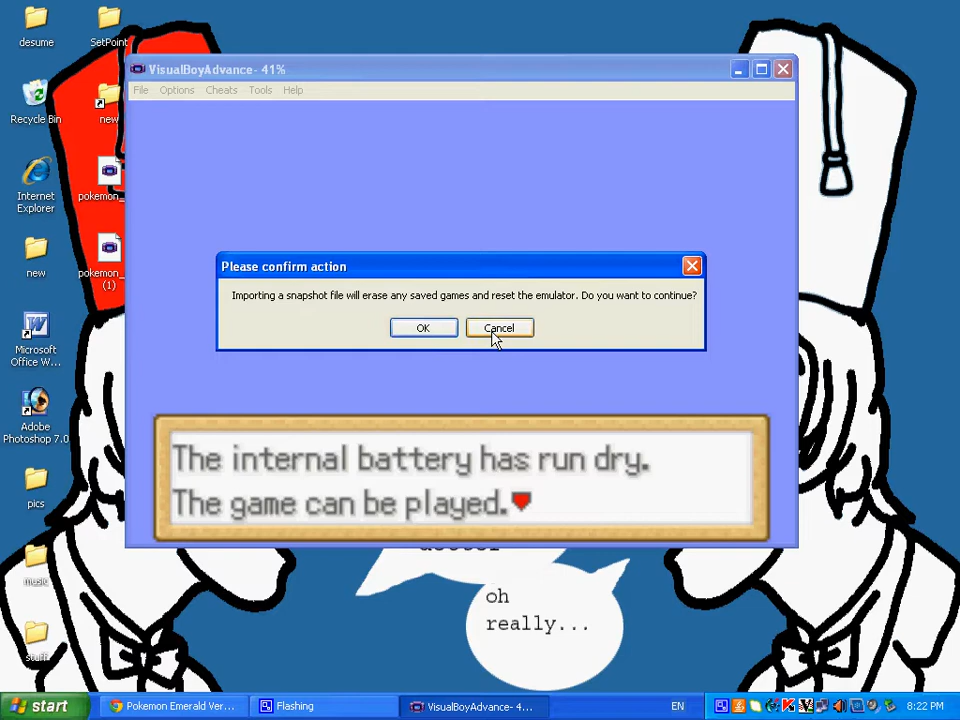 desume
SetPoint
Recycle Bin
new
Internet
Explorer
pokemon_
new
pokemon_
(1)
Microsoft
Office W...
Adobe
Photoshop 7.0
pics
music
stuff
VisualBoyAdvance- 41%
File Options Cheats Tools Help
Please confirm action
Importing a snapshot file will erase any saved games and reset the emulator. Do you want to continue?
OK Cancel
The internal battery has run dry.
The game can be played.
oh
really...
start
Pokemon Emerald Ver...
Flashing
VisualBoyAdvance- 4...
EN
8:22 PM